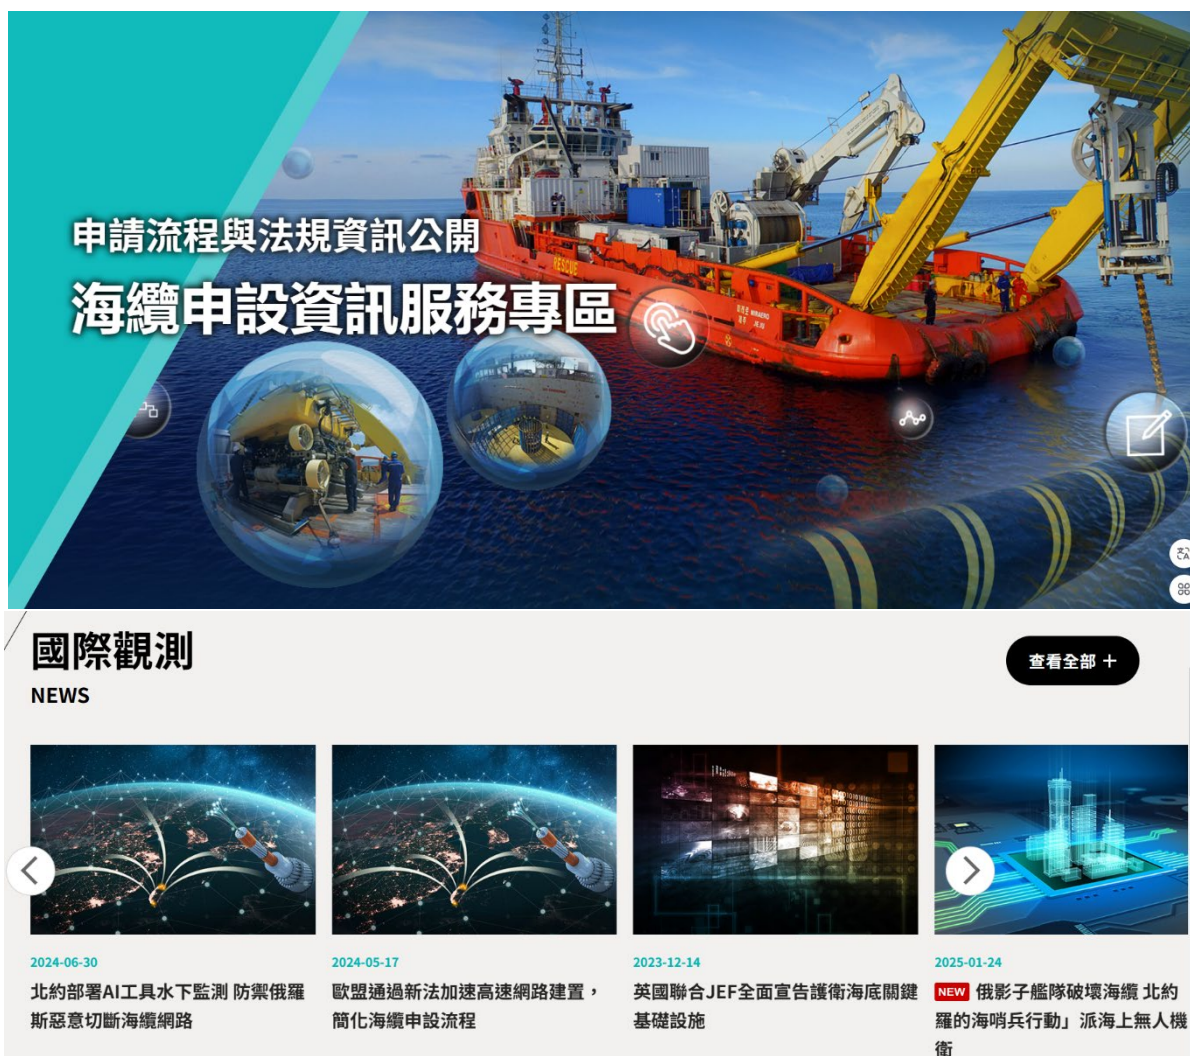 申請流程與法規資訊公開
海纜申設資訊服務專區
RESCUE
國際觀測
NEWS
查看全部 +
2024-06-30
北約部署AI工具水下監測 防禦俄羅
斯惡意切斷海纜網路
2024-05-17
歐盟通過新法加速高速網路建置，
簡化海纜申設流程
2023-12-14
英國聯合JEF全面宣告護衛海底關鍵
基礎設施
2025-01-24
NEW 俄影子艦隊破壞海纜 北約
羅的海哨兵行動」派海上無人機
衛